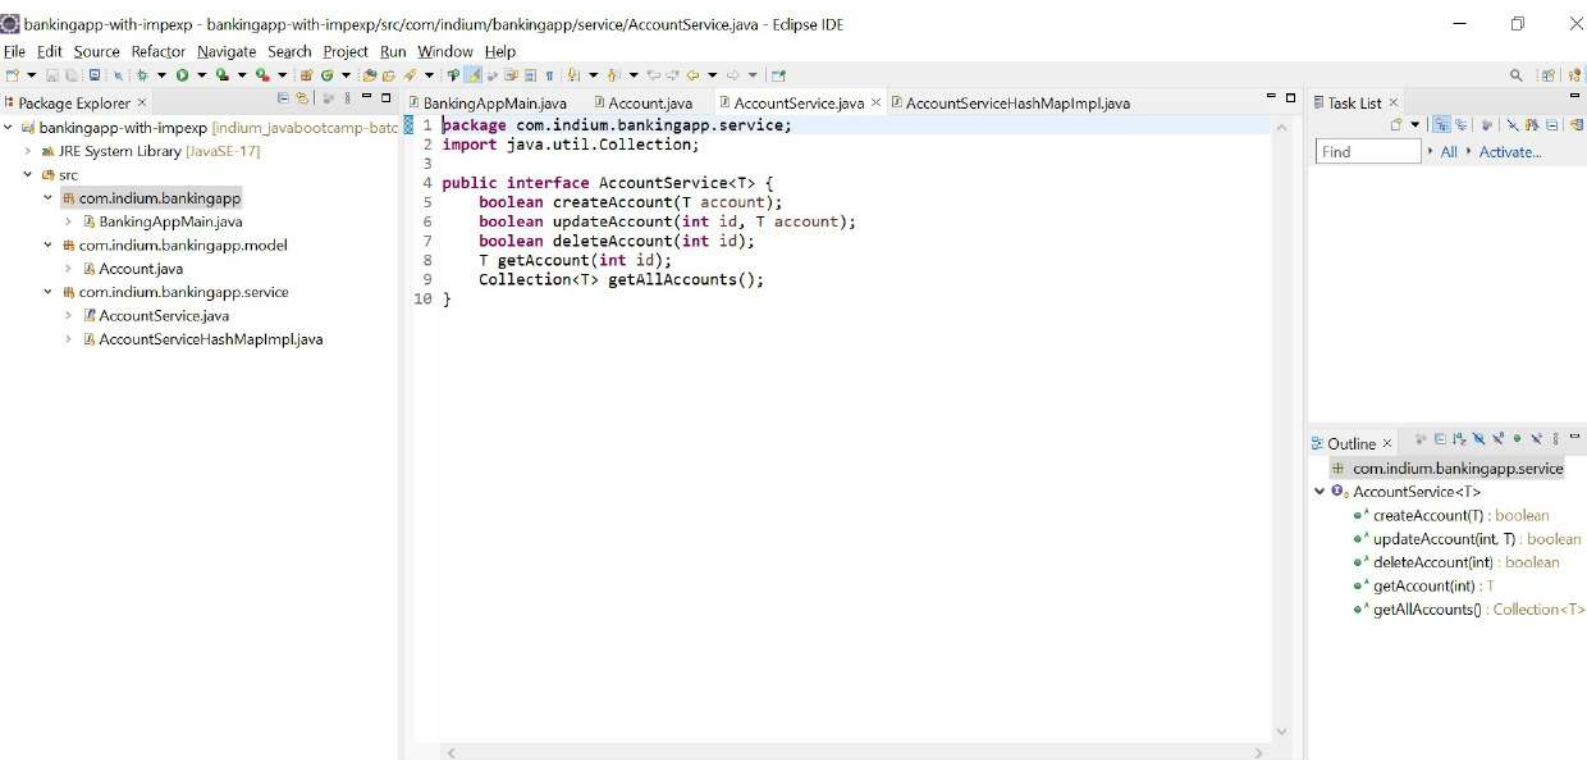 bankingapp-with-impexp - bankingapp-with-impexp/src/com/indium/bankingapp/service/AccountService.java - Eclipse IDE
File Edit Source Refactor Navigate Search Project Run Window Help
Package Explorer
bankingapp-with-impexp [indium_javabootcamp-batc
JRE System Library [JavaSE-17]
src
com.indium.bankingapp
BankingAppMain.java
com.indium.bankingapp.model
Account.java
com.indium.bankingapp.service
AccountService.java
AccountServiceHashMapImpl.java
BankingAppMain.java Account.java AccountService.java AccountServiceHashMapImpl.java
1 package com.indium.bankingapp.service;
2 import java.util.Collection;
3
4 public interface AccountService<T> {
5 boolean createAccount(T account);
6 boolean updateAccount(int id, T account);
7 boolean deleteAccount(int id);
8 T getAccount(int id);
9 Collection<T> getAllAccounts();
10 }
Task List
Find All Activate...
Outline
com.indium.bankingapp.service
AccountService<T>
createAccount(T) : boolean
updateAccount(int, T) : boolean
deleteAccount(int) : boolean
getAccount(int) : T
getAllAccounts() : Collection<T>